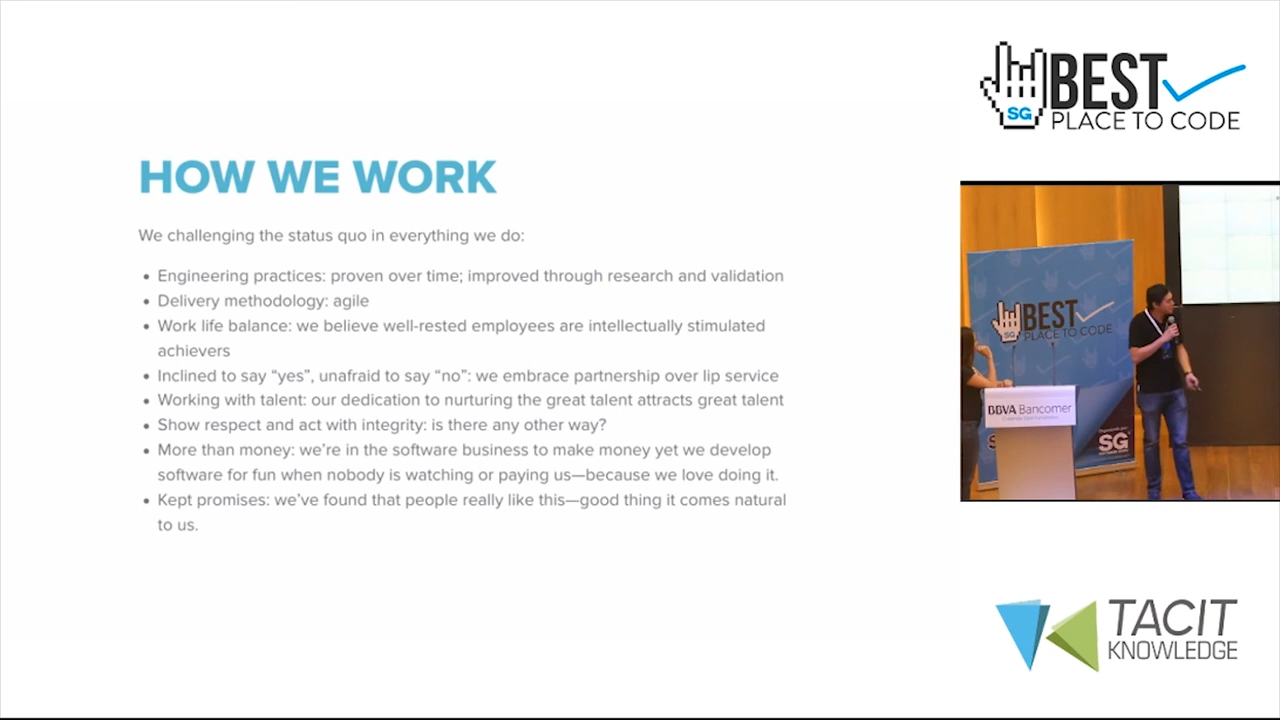 HOW WE WORK
We challenging the status quo in everything we do:
• Engineering practices: proven over time; improved through research and validation
• Delivery methodology: agile
• Work life balance: we believe well-rested employees are intellectually stimulated
achievers
• Inclined to say “yes”, unafraid to say “no”: we embrace partnership over lip service
• Working with talent: our dedication to nurturing the great talent attracts great talent
• Show respect and act with integrity: is there any other way?
• More than money: we’re in the software business to make money yet we develop
software for fun when nobody is watching or paying us—because we love doing it.
• Kept promises: we’ve found that people really like this—good thing it comes natural
to us.
SG
BEST
PLACE TO CODE
SG
BEST
PLACE TO CODE
BBVA Bancomer
SG
TACIT
KNOWLEDGE